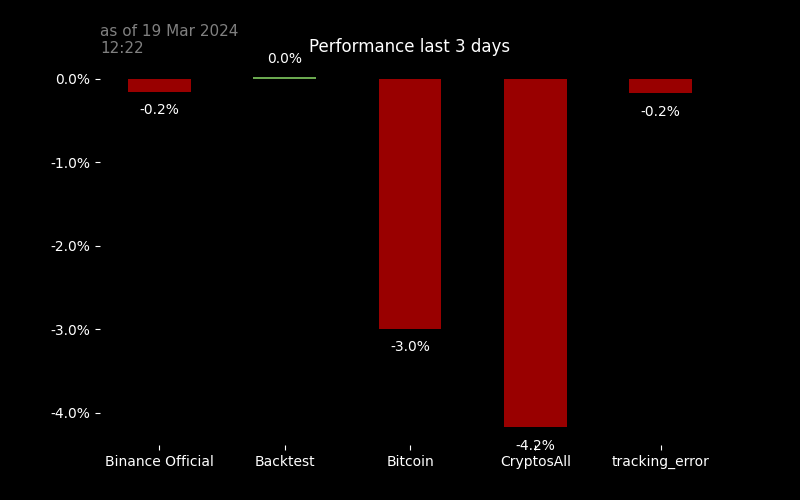 as of 19 Mar 2024
12:22
Performance last 3 days
0.0%
0.0%
-0.2%
-0.2%
-1.0%
-2.0%
-3.0%
-3.0%
-4.0%
-4.2%
Binance Official
Backtest
Bitcoin
CryptosAll
tracking_error